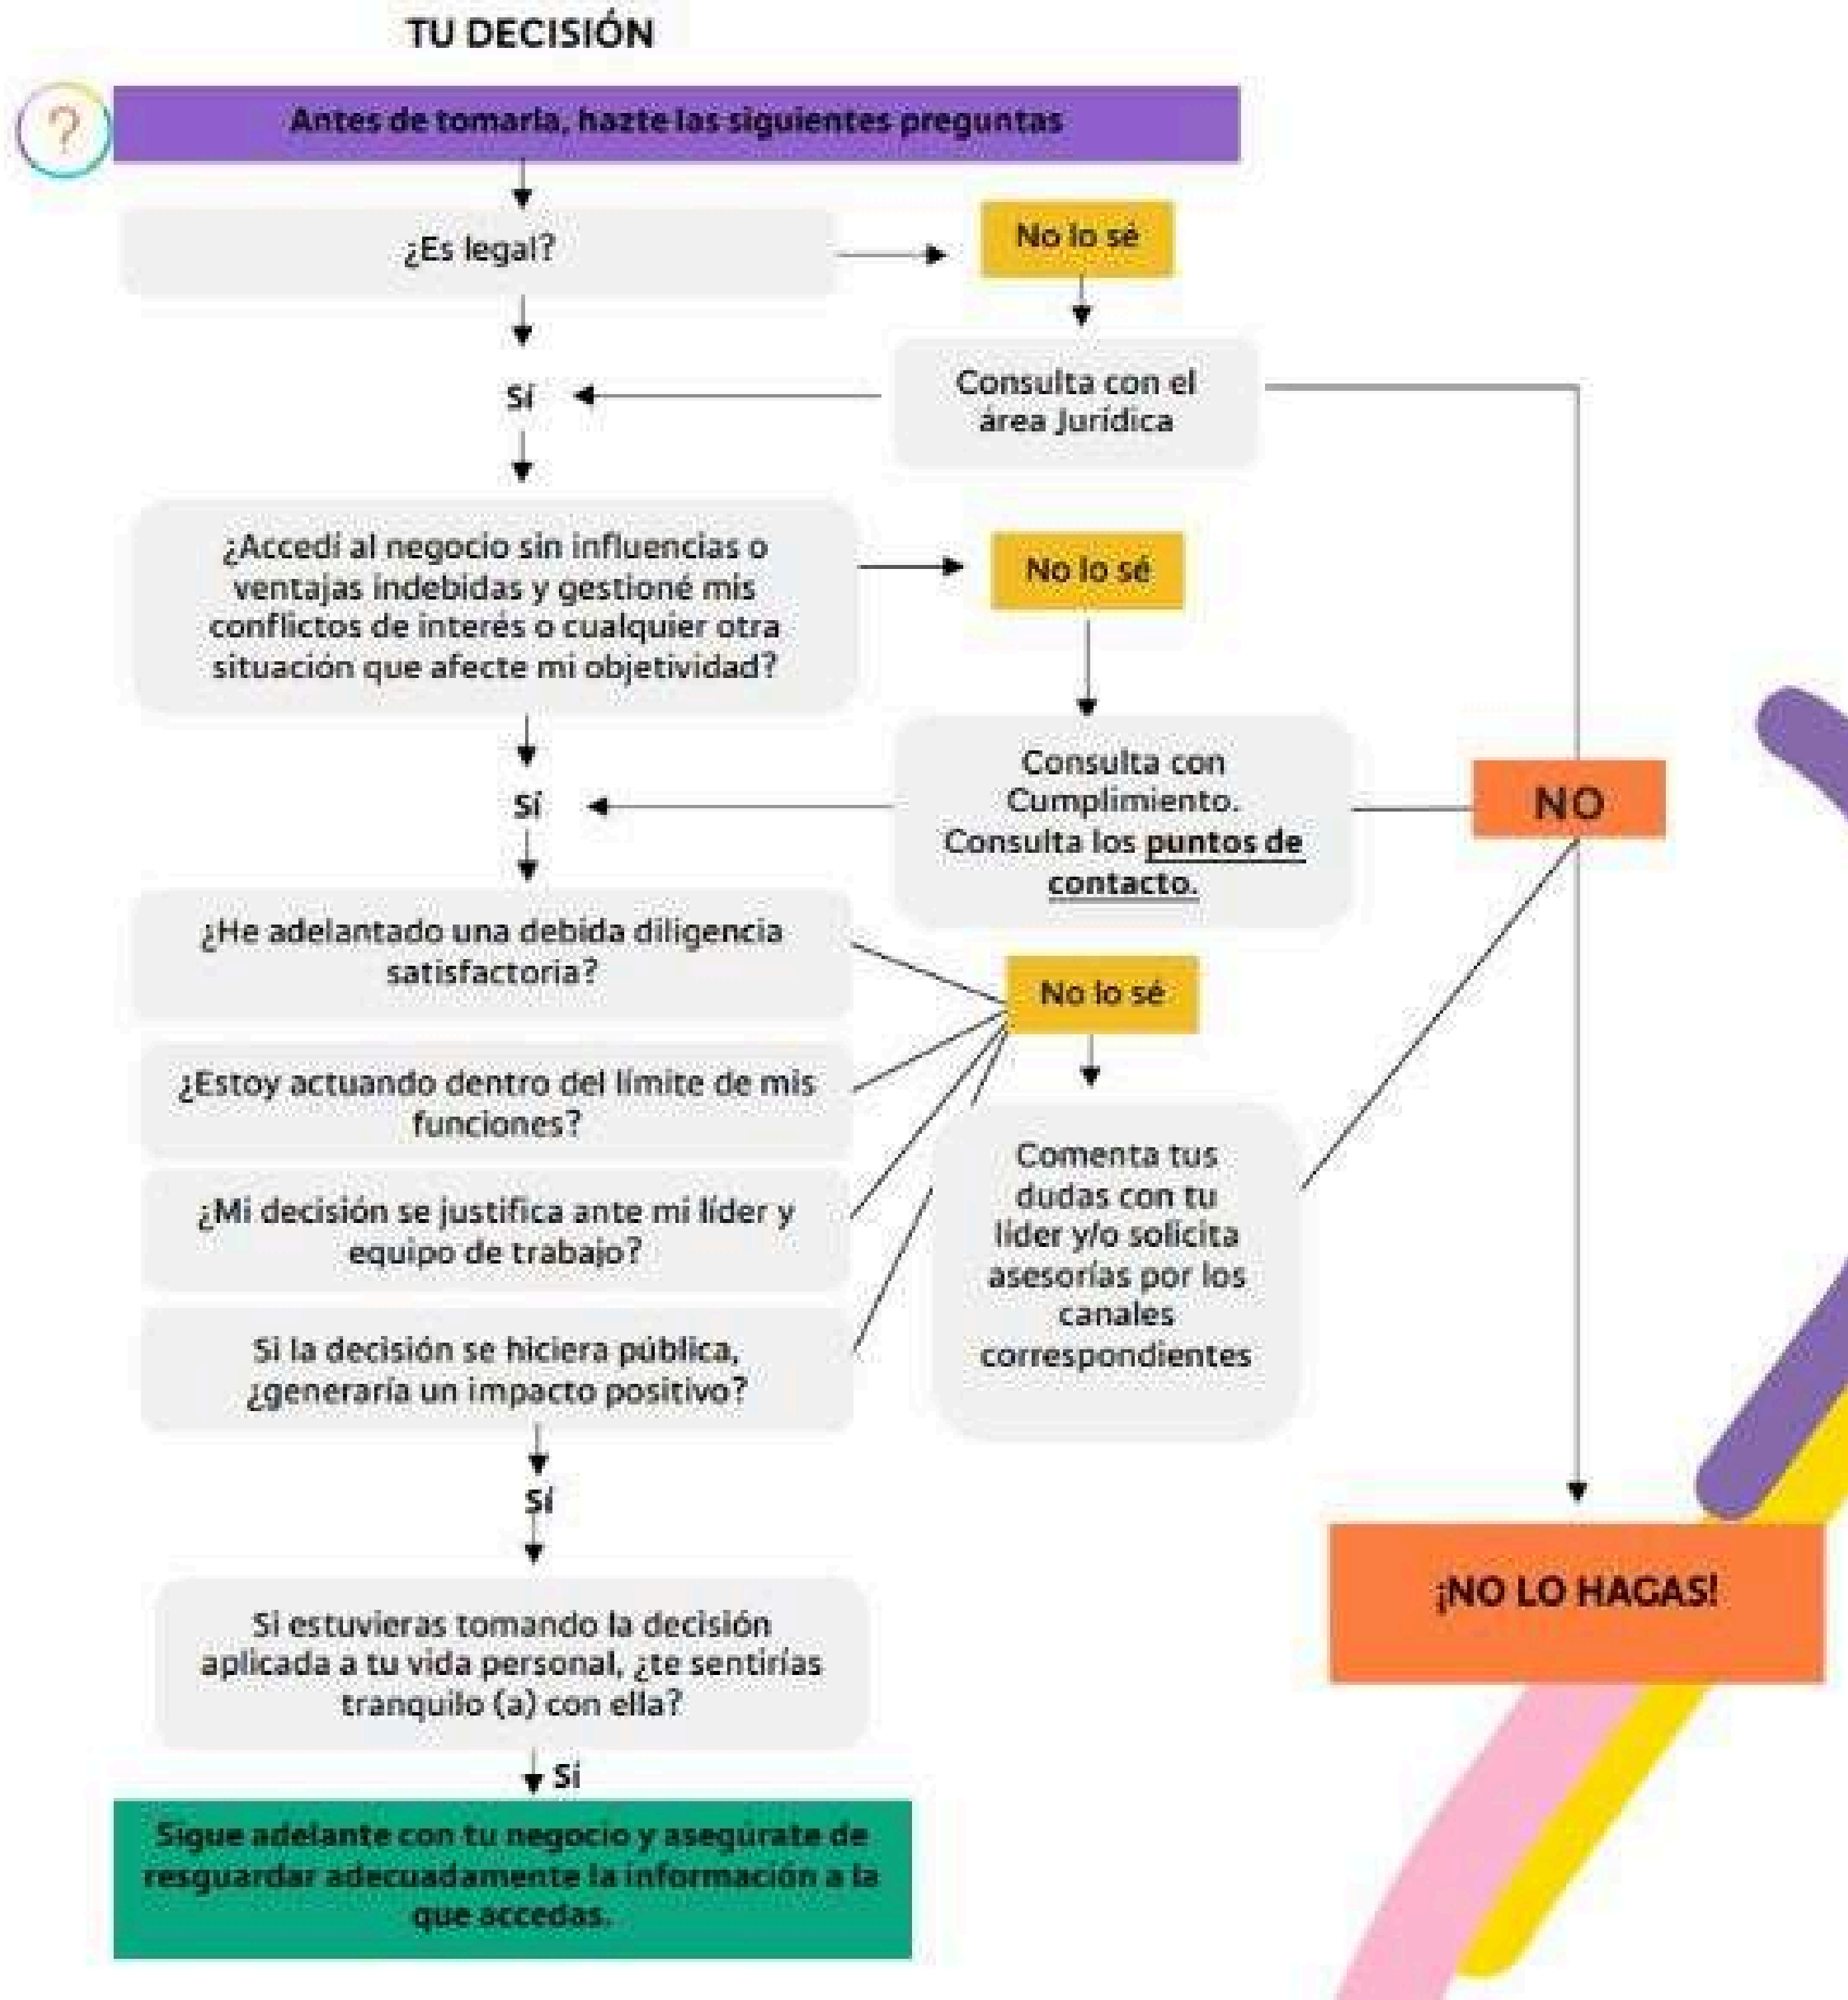 TU DECISIÓN
?
Antes de tomarla, hazte las siguientes preguntas
¿Es legal?
No lo sé
Consulta con el
área Jurídica
Sí
¿Accedí al negocio sin influencias o
ventajas indebidas y gestioné mis
conflictos de interés o cualquier otra
situación que afecte mi objetividad?
No lo sé
Consulta con
Cumplimiento.
Consulta los puntos de
contacto.
NO
Sí
¿He adelantado una debida diligencia
satisfactoria?
No lo sé
¿Estoy actuando dentro del límite de mis
funciones?
¿Mi decisión se justifica ante mi líder y
equipo de trabajo?
Si la decisión se hiciera pública,
¿generaría un impacto positivo?
Comenta tus
dudas con tu
líder y/o solicita
asesorías por los
canales
correspondientes
Sí
Si estuvieras tomando la decisión
aplicada a tu vida personal, ¿te sentirías
tranquilo (a) con ella?
¡NO LO HAGAS!
Sí
Sigue adelante con tu negocio y asegúrate de
resguardar adecuadamente la información a la
que accedas.